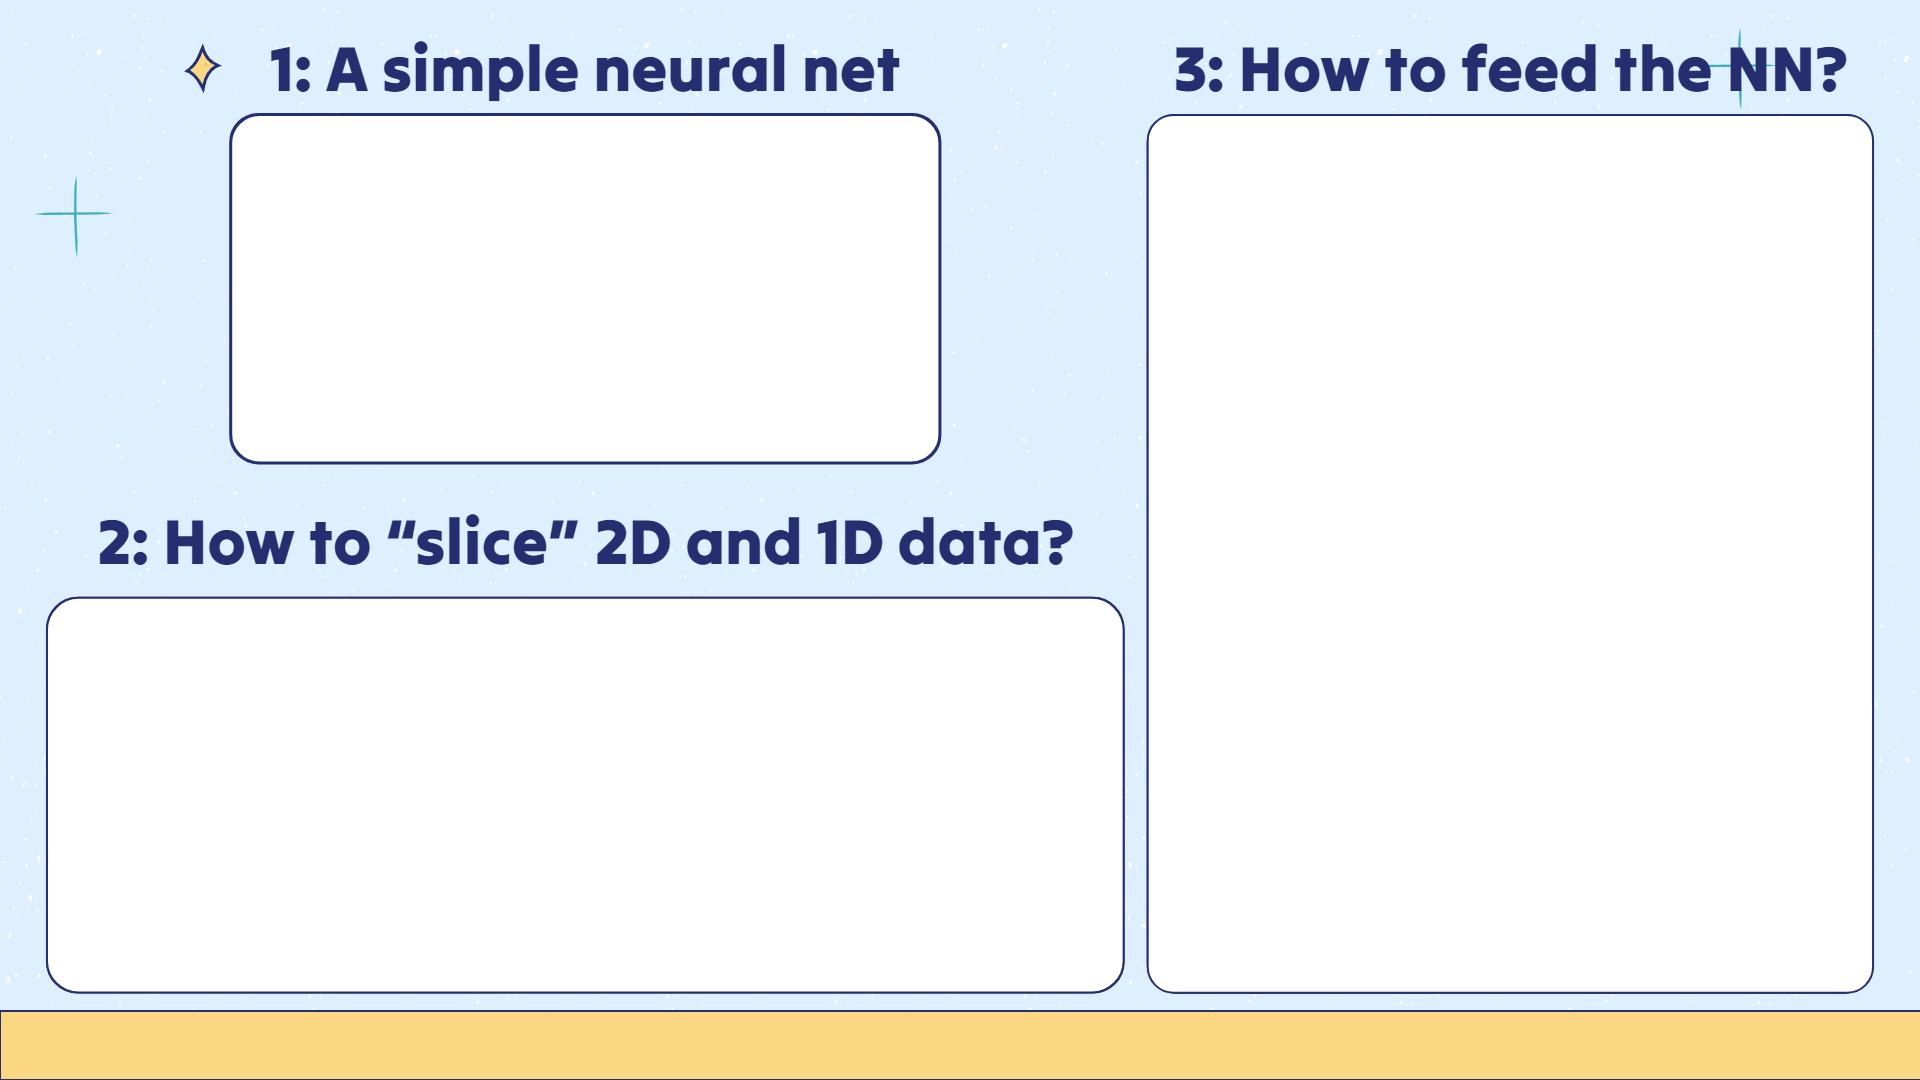 1: A simple neural net
2: How to “slice” 2D and 1D data?
3: How to feed the NN?